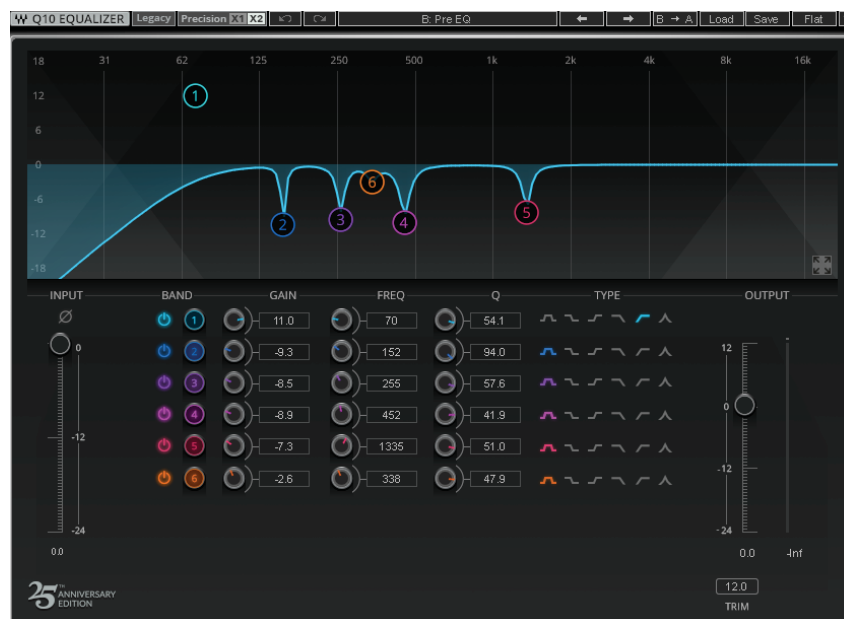 Q10 EQUALIZER Legacy Precision X1 X2 B: Pre EQ B → A Load Save Flat
18 31 62 125 250 500 1k 2k 4k 8k 16k
12 1
6
0
6
-6
5
2 3 4
-12
-18
INPUT BAND GAIN FREQ Q TYPE OUTPUT
1 11.0 70 54.1
0 2 -9.3 152 94.0 12
3 -8.5 255 57.6
4 -8.9 452 41.9 0
-12 5 -7.3 1335 51.0
6 -2.6 338 47.9 -12
-24 -24
0.0 0.0 -Inf
25TH ANNIVERSARY EDITION 12.0
TRIM